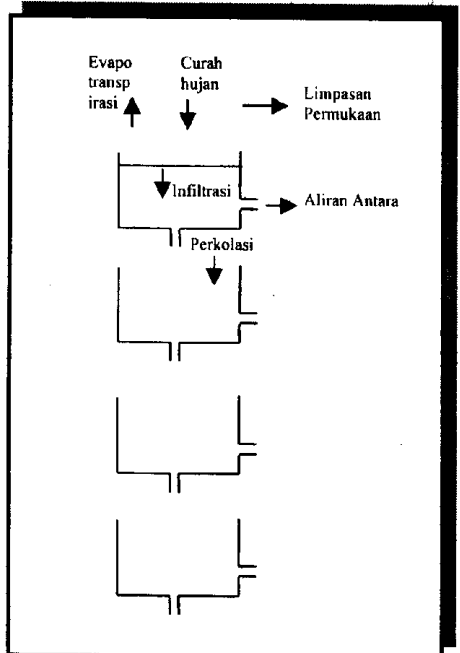 Evapo
transp
irasi
Curah
hujan
Limpasan
Permukaan
Infiltrasi
Aliran Antara
Perkolasi